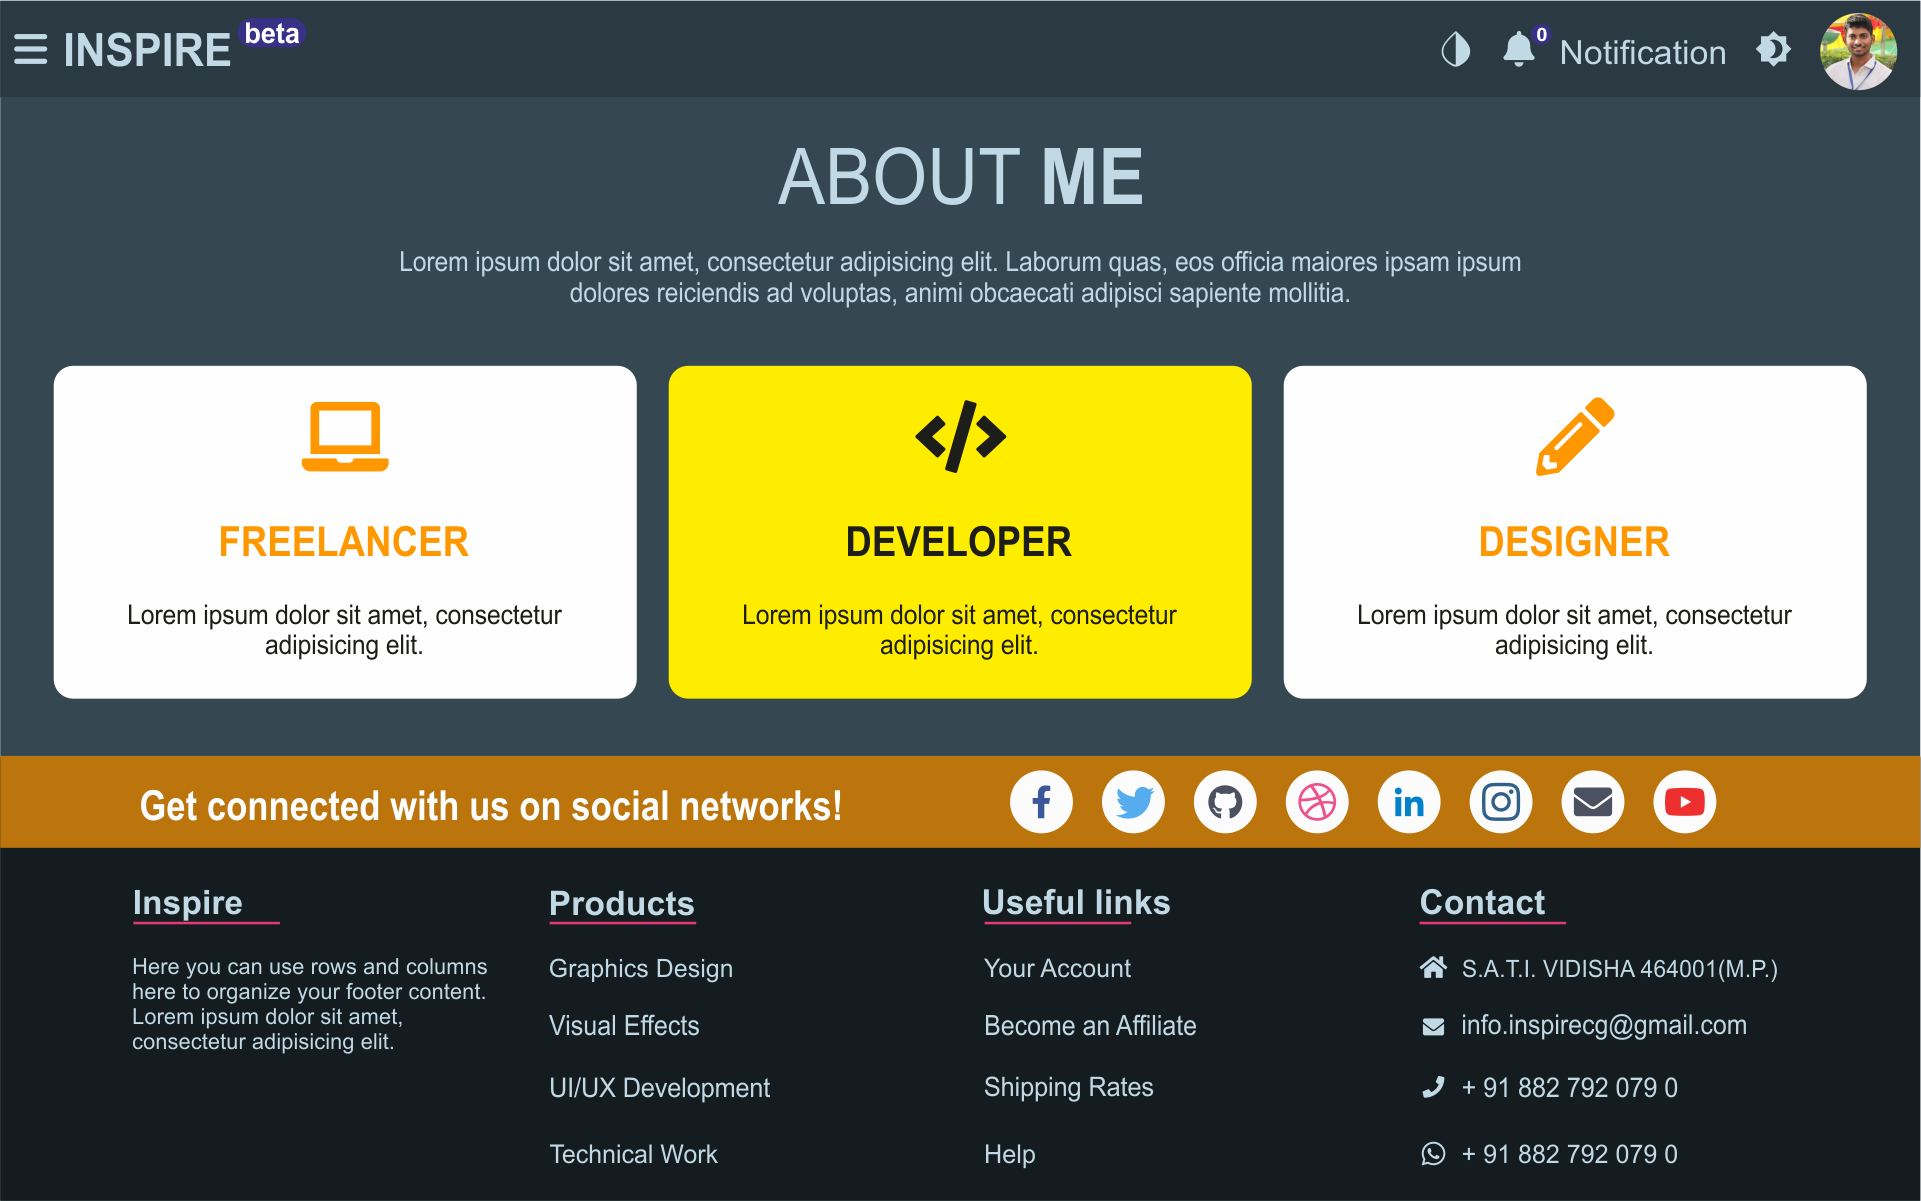 INSPIRE beta
0 Notification
ABOUT ME
Lorem ipsum dolor sit amet, consectetur adipisicing elit. Laborum quas, eos officia maiores ipsam ipsum
dolores reiciendis ad voluptas, animi obcaecati adipisci sapiente mollitia.
FREELANCER
Lorem ipsum dolor sit amet, consectetur
adipisicing elit.
DEVELOPER
Lorem ipsum dolor sit amet, consectetur
adipisicing elit.
DESIGNER
Lorem ipsum dolor sit amet, consectetur
adipisicing elit.
Get connected with us on social networks!
Inspire
Here you can use rows and columns
here to organize your footer content.
Lorem ipsum dolor sit amet,
consectetur adipisicing elit.
Products
Graphics Design
Visual Effects
UI/UX Development
Technical Work
Useful links
Your Account
Become an Affiliate
Shipping Rates
Help
Contact
S.A.T.I. VIDISHA 464001(M.P.)
info.inspirecg@gmail.com
+ 91 882 792 079 0
+ 91 882 792 079 0